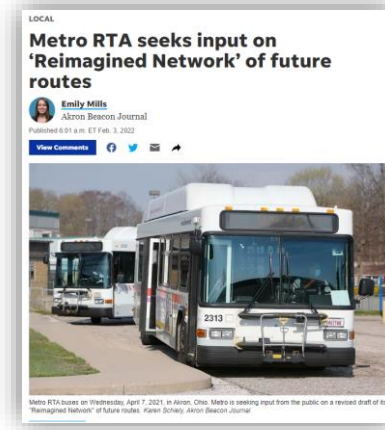 LOCAL
Metro RTA seeks input on
‘Reimagined Network’ of future
routes
Emily Mills
Akron Beacon Journal
Published 6:01 a.m. ET Feb. 3, 2022
View Comments
2313
Metro RTA buses on Wednesday, April 7, 2021, in Akron, Ohio. Metro is seeking input from the public on a revised draft of its
"Reimagined Network" of future routes. Karen Schiely, Akron Beacon Journal